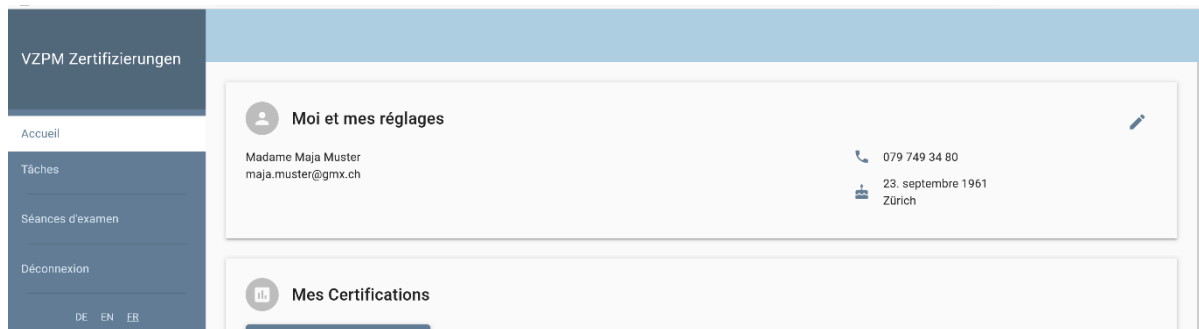 VZPM Zertifizierungen
Accueil
Tâches
Séances d'examen
Déconnexion
DE EN FR
Moi et mes réglages
Madame Maja Muster
maja.muster@gmx.ch
079 749 34 80
23. septembre 1961
Zürich
Mes Certifications